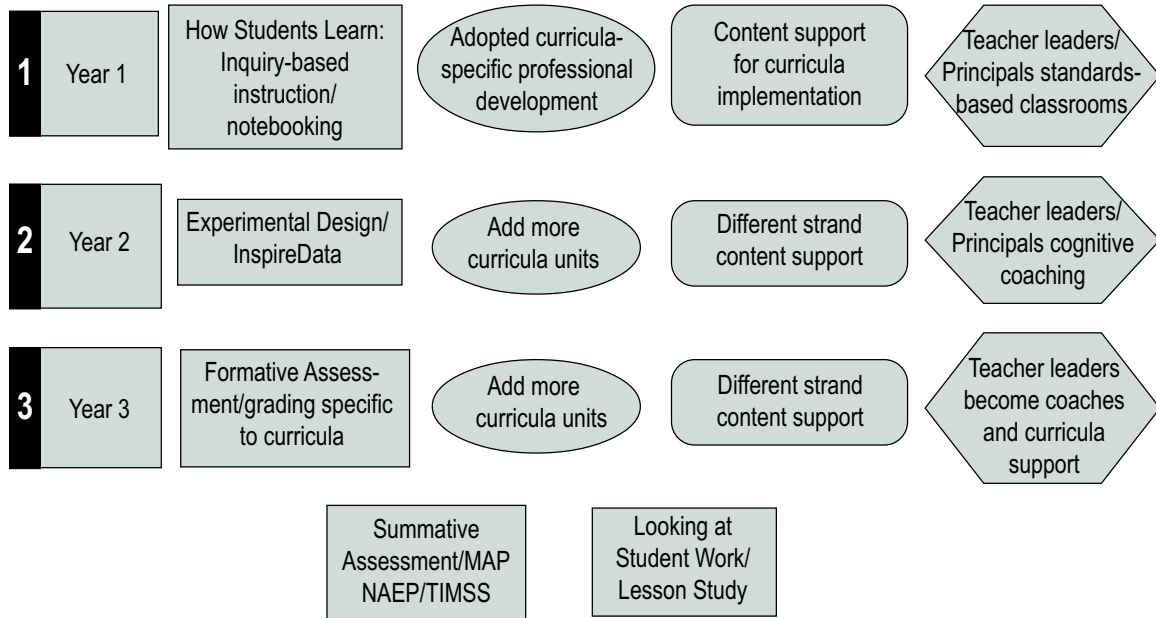 1
Year 1
How Students Learn:
Inquiry-based
instruction/
notebooking
Adopted curricula-
specific professional
development
Content support
for curricula
implementation
Teacher leaders/
Principals standards-
based classrooms
2
Year 2
Experimental Design/
InspireData
Add more
curricula units
Different strand
content support
Teacher leaders/
Principals cognitive
coaching
3
Year 3
Formative Assess-
ment/grading specific
to curricula
Add more
curricula units
Different strand
content support
Teacher leaders
become coaches
and curricula
support
Summative
Assessment/MAP
NAEP/TIMSS
Looking at
Student Work/
Lesson Study